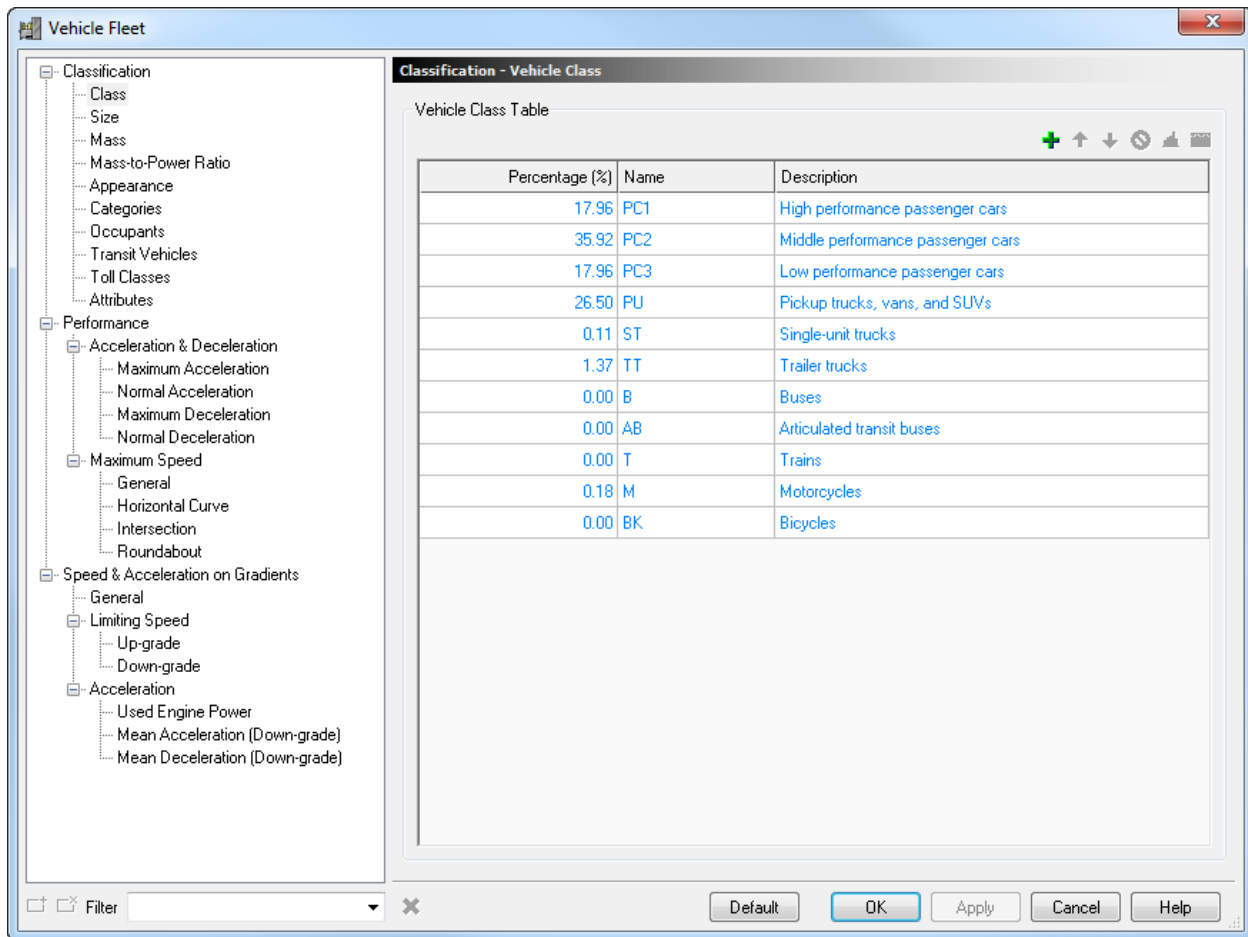 Vehicle Fleet
Classification
Class
Size
Mass
Mass-to-Power Ratio
Appearance
Categories
Occupants
Transit Vehicles
Toll Classes
Attributes
Performance
Acceleration & Deceleration
Maximum Acceleration
Normal Acceleration
Maximum Deceleration
Normal Deceleration
Maximum Speed
General
Horizontal Curve
Intersection
Roundabout
Speed & Acceleration on Gradients
General
Limiting Speed
Up-grade
Down-grade
Acceleration
Used Engine Power
Mean Acceleration (Down-grade)
Mean Deceleration (Down-grade)
Filter
Classification - Vehicle Class
Vehicle Class Table
Percentage (%) Name Description
17.96 PC1 High performance passenger cars
35.92 PC2 Middle performance passenger cars
17.96 PC3 Low performance passenger cars
26.50 PU Pickup trucks, vans, and SUVs
0.11 ST Single-unit trucks
1.37 TT Trailer trucks
0.00 B Buses
0.00 AB Articulated transit buses
0.00 T Trains
0.18 M Motorcycles
0.00 BK Bicycles
Default OK Apply Cancel Help